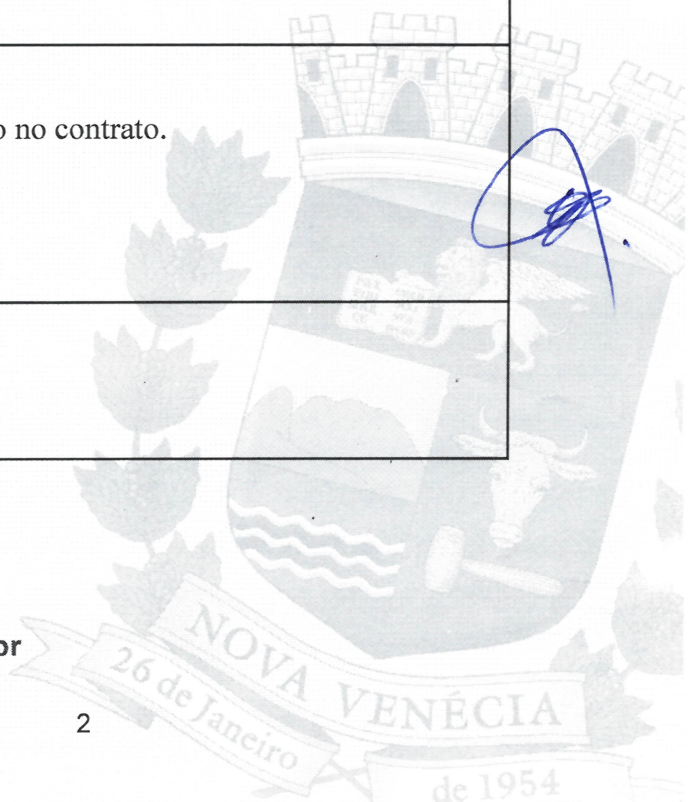 o no contrato.
or
NOVA VENÉCIA
26 de Janeiro
de 1954
2